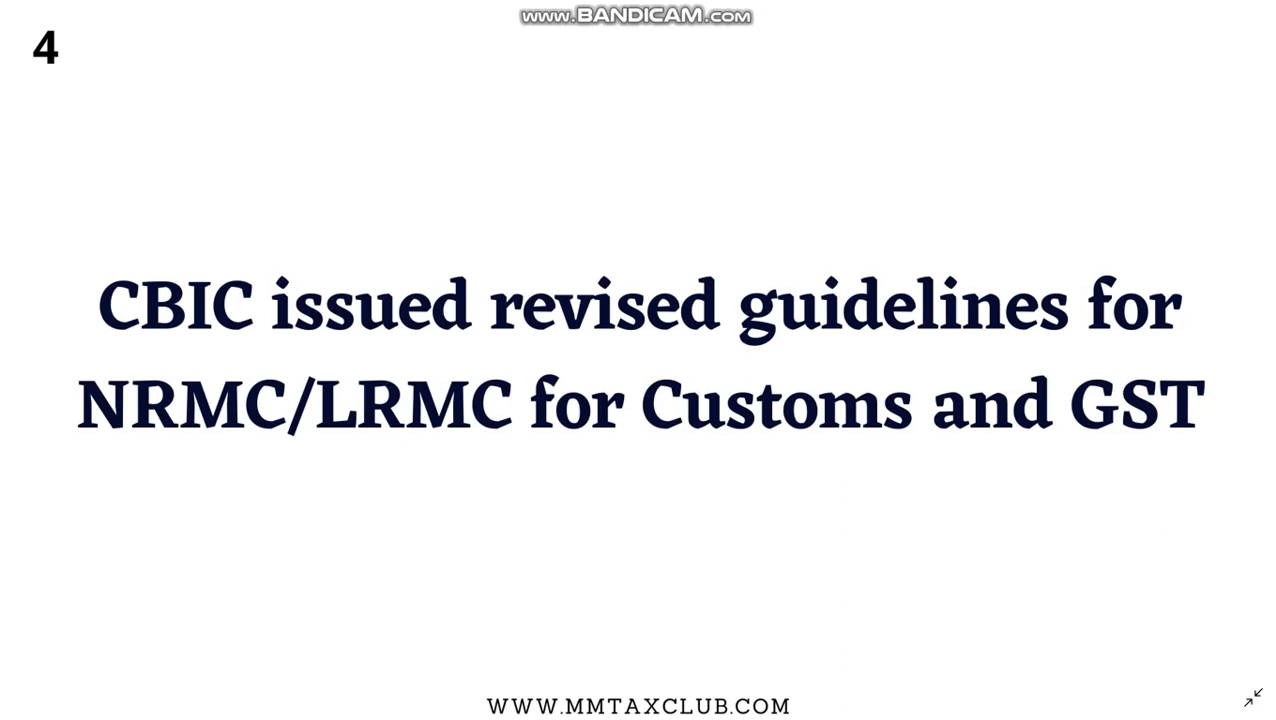 www.BANDICAM.com
4
CBIC issued revised guidelines for
NRMC/LRMC for Customs and GST
WWW.MMTAXCLUB.COM